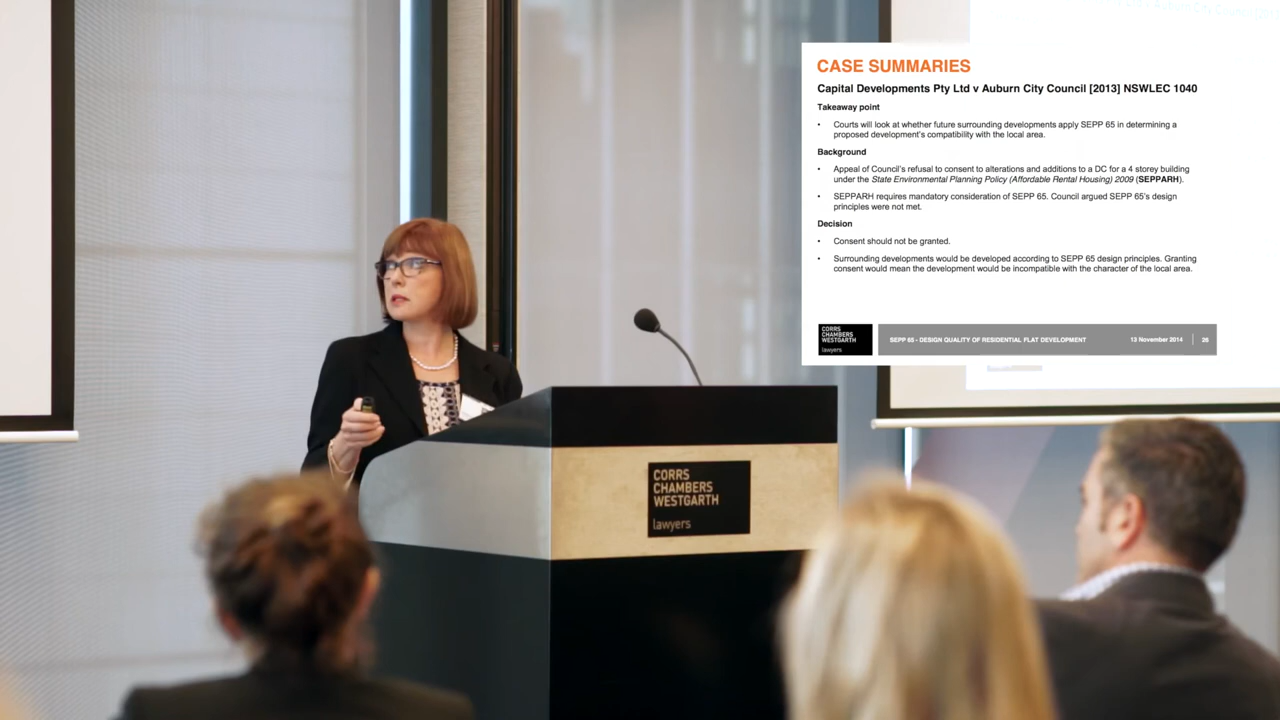 CASE SUMMARIES
Capital Developments Pty Ltd v Auburn City Council [2013] NSWLEC 1040
Takeaway point
• Courts will look at whether future surrounding developments apply SEPP 65 in determining a
proposed development's compatibility with the local area.
Background
• Appeal of Council's refusal to consent to alterations and additions to a DC for a 4 storey building
under the State Environmental Planning Policy (Affordable Rental Housing) 2009 (SEPPARH).
• SEPPARH requires mandatory consideration of SEPP 65. Council argued SEPP 65's design
principles were not met.
Decision
• Consent should not be granted.
• Surrounding developments would be developed according to SEPP 65 design principles. Granting
consent would mean the development would be incompatible with the character of the local area.
CORRS
CHAMBERS
WESTGARTH
lawyers
SEPP 65 - DESIGN QUALITY OF RESIDENTIAL FLAT DEVELOPMENT
13 November 2014 | 26
CORRS
CHAMBERS
WESTGARTH
lawyers